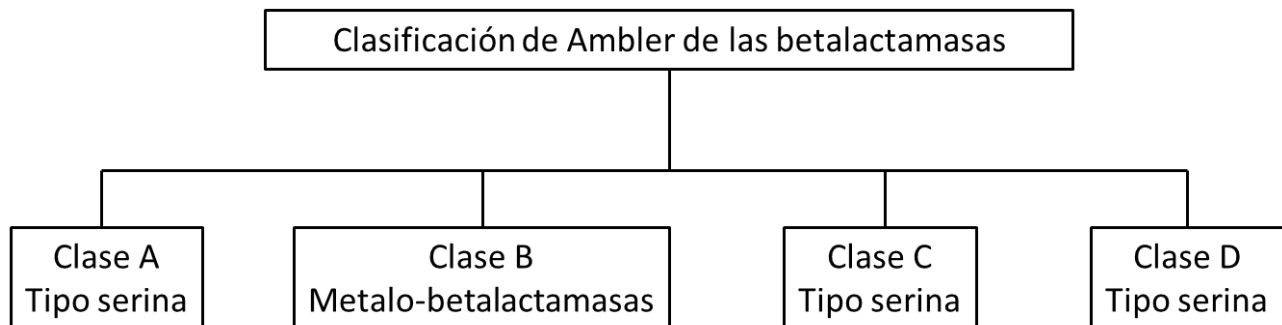 Clasificación de Ambler de las betalactamasas
Clase A
Tipo serina
Clase B
Metalo-betalactamasas
Clase C
Tipo serina
Clase D
Tipo serina